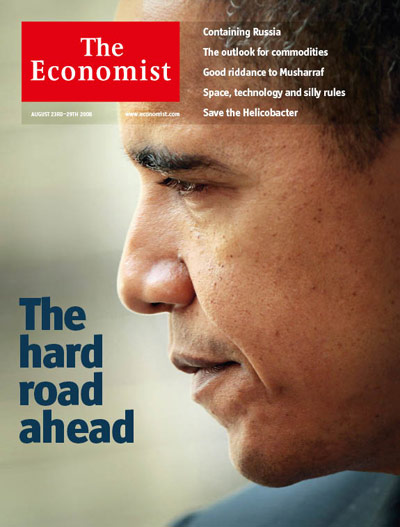 The
Economist
AUGUST 23RD–29TH 2008
www.economist.com
Containing Russia
The outlook for commodities
Good riddance to Musharraf
Space, technology and silly rules
Save the Helicobacter
The
hard
road
ahead